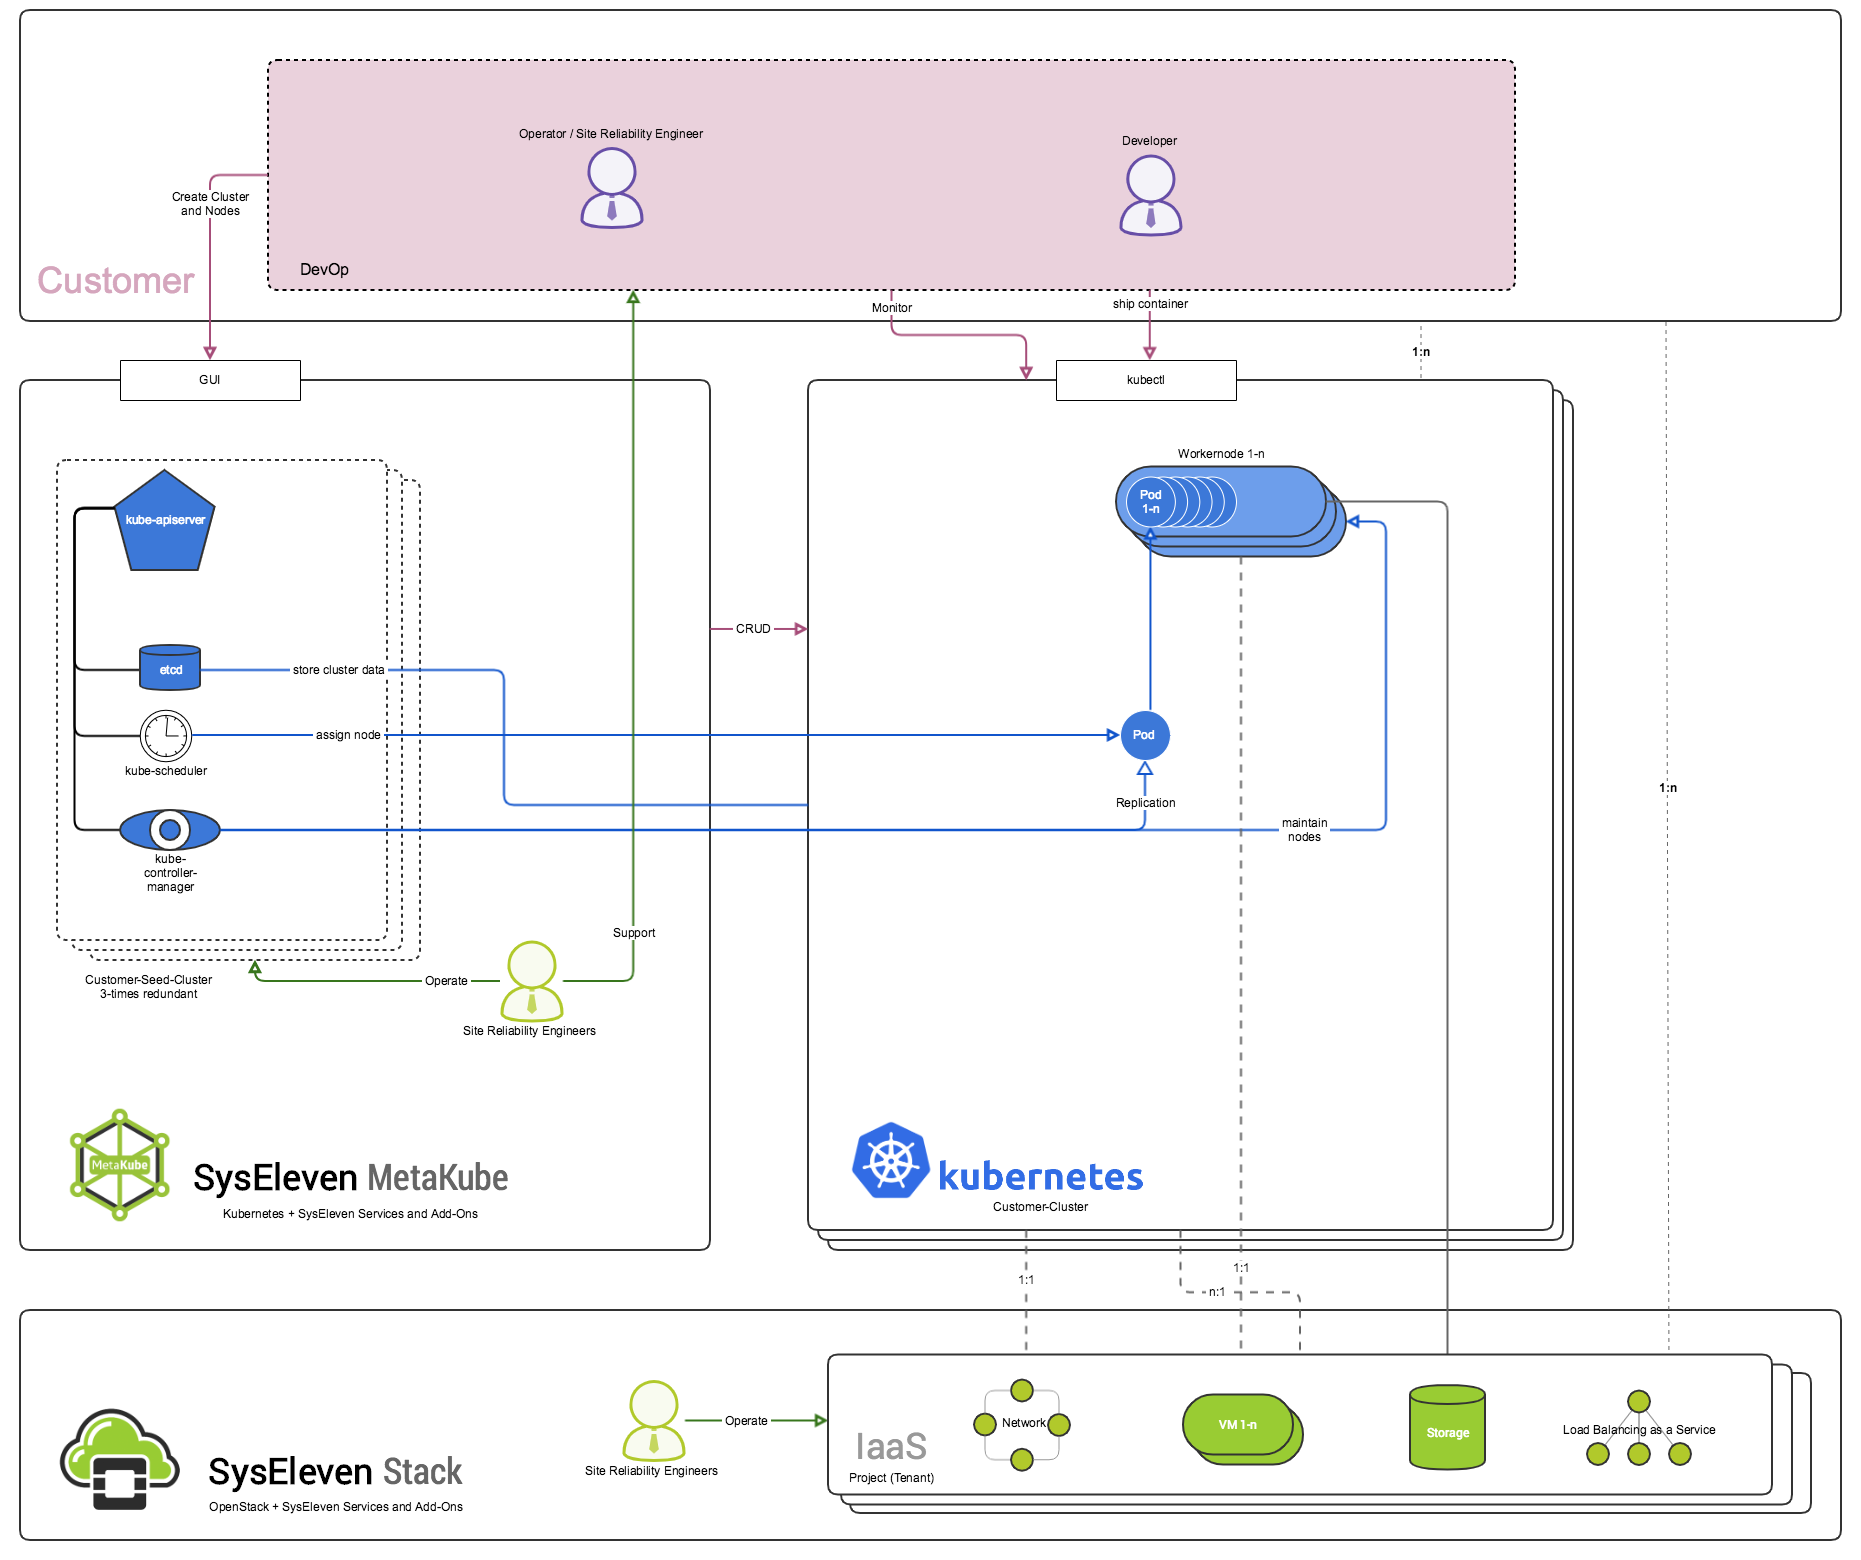 Operator / Site Reliability Engineer
Developer
Create Cluster
and Nodes
DevOp
Customer
Monitor
ship container
1:n
GUI
kubectl
Workernode 1-n
Pod
1-n
kube-apiserver
CRUD
etcd
store cluster data
assign node
Pod
kube-scheduler
1:n
Replication
maintain
nodes
kube-
controller-
manager
Support
Customer-Seed-Cluster
3-times redundant
Operate
Site Reliability Engineers
MetaKube
SysEleven MetaKube
Kubernetes + SysEleven Services and Add-Ons
kubernetes
Customer-Cluster
1:1
1:1
n:1
Operate
Network
VM 1-n
Storage
Load Balancing as a Service
IaaS
Project (Tenant)
Site Reliability Engineers
SysEleven Stack
OpenStack + SysEleven Services and Add-Ons